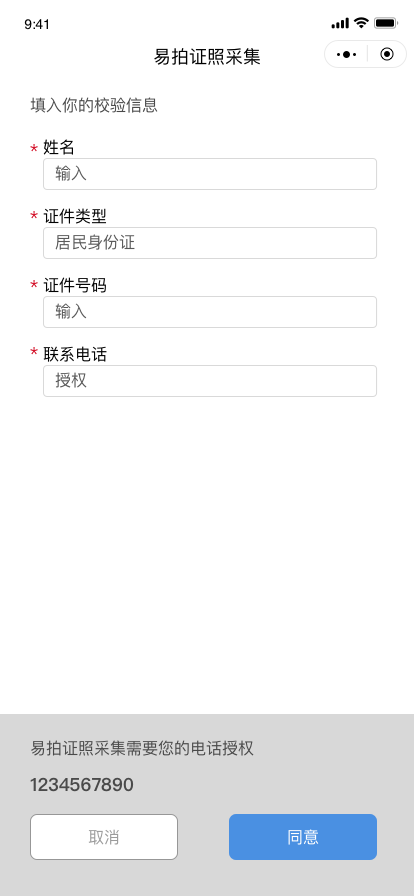 9:41
易拍证照采集
填入你的校验信息
* 姓名
输入
* 证件类型
居民身份证
* 证件号码
输入
* 联系电话
授权
易拍证照采集需要您的电话授权
1234567890
取消
同意